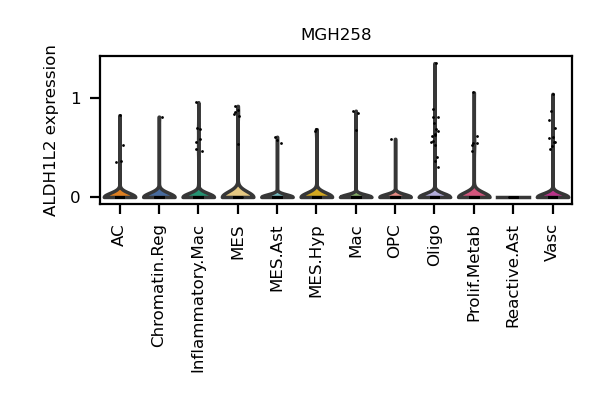 MGH258
ALDH1L2 expression
1
0
AC
Chromatin.Reg
Inflammatory.Mac
MES
MES.Ast
MES.Hyp
Mac
OPC
Oligo
Prolif.Metab
Reactive.Ast
Vasc